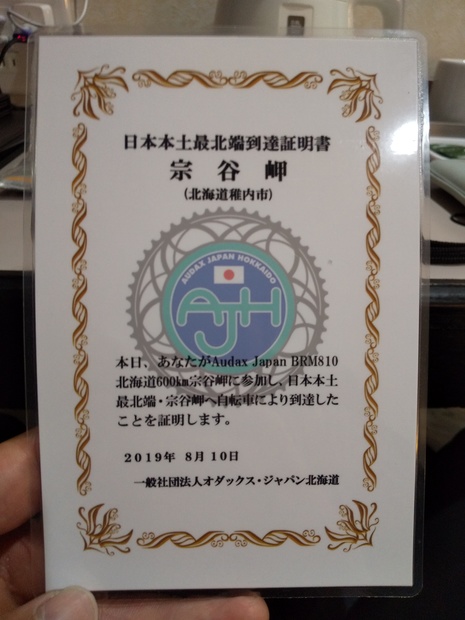 日本本土最北端到達証明書
宗谷岬
(北海道稚内市)
AUDAX JAPAN HOKKAIDO
AJH
本日、あなたがAudax Japan BRM810
北海道600km宗谷岬に参加し、日本本土
最北端・宗谷岬へ自転車により到達した
ことを証明します。
2019年 8月10日
一般社団法人オダックス・ジャパン北海道